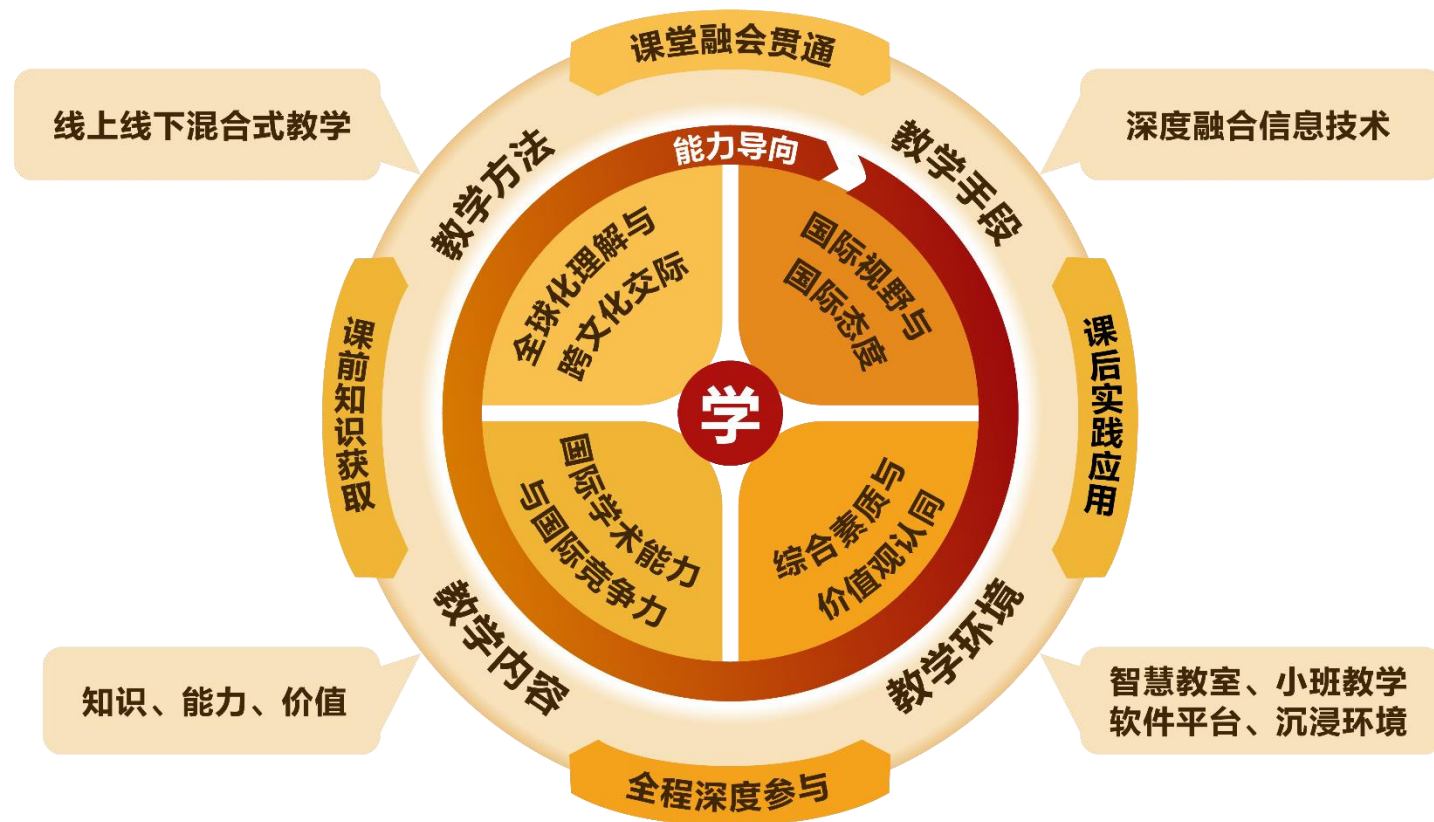 课堂融会贯通
线上线下混合式教学
深度融合信息技术
教学方法
能力导向
教学手段
全球化理解与
跨文化交际
国际视野与
国际态度
课前知识获取
学
课后实践应用
国际学术能力
与国际竞争力
综合素质与
价值观认同
教学内容
教学环境
知识、能力、价值
智慧教室、小班教学
软件平台、沉浸环境
全程深度参与